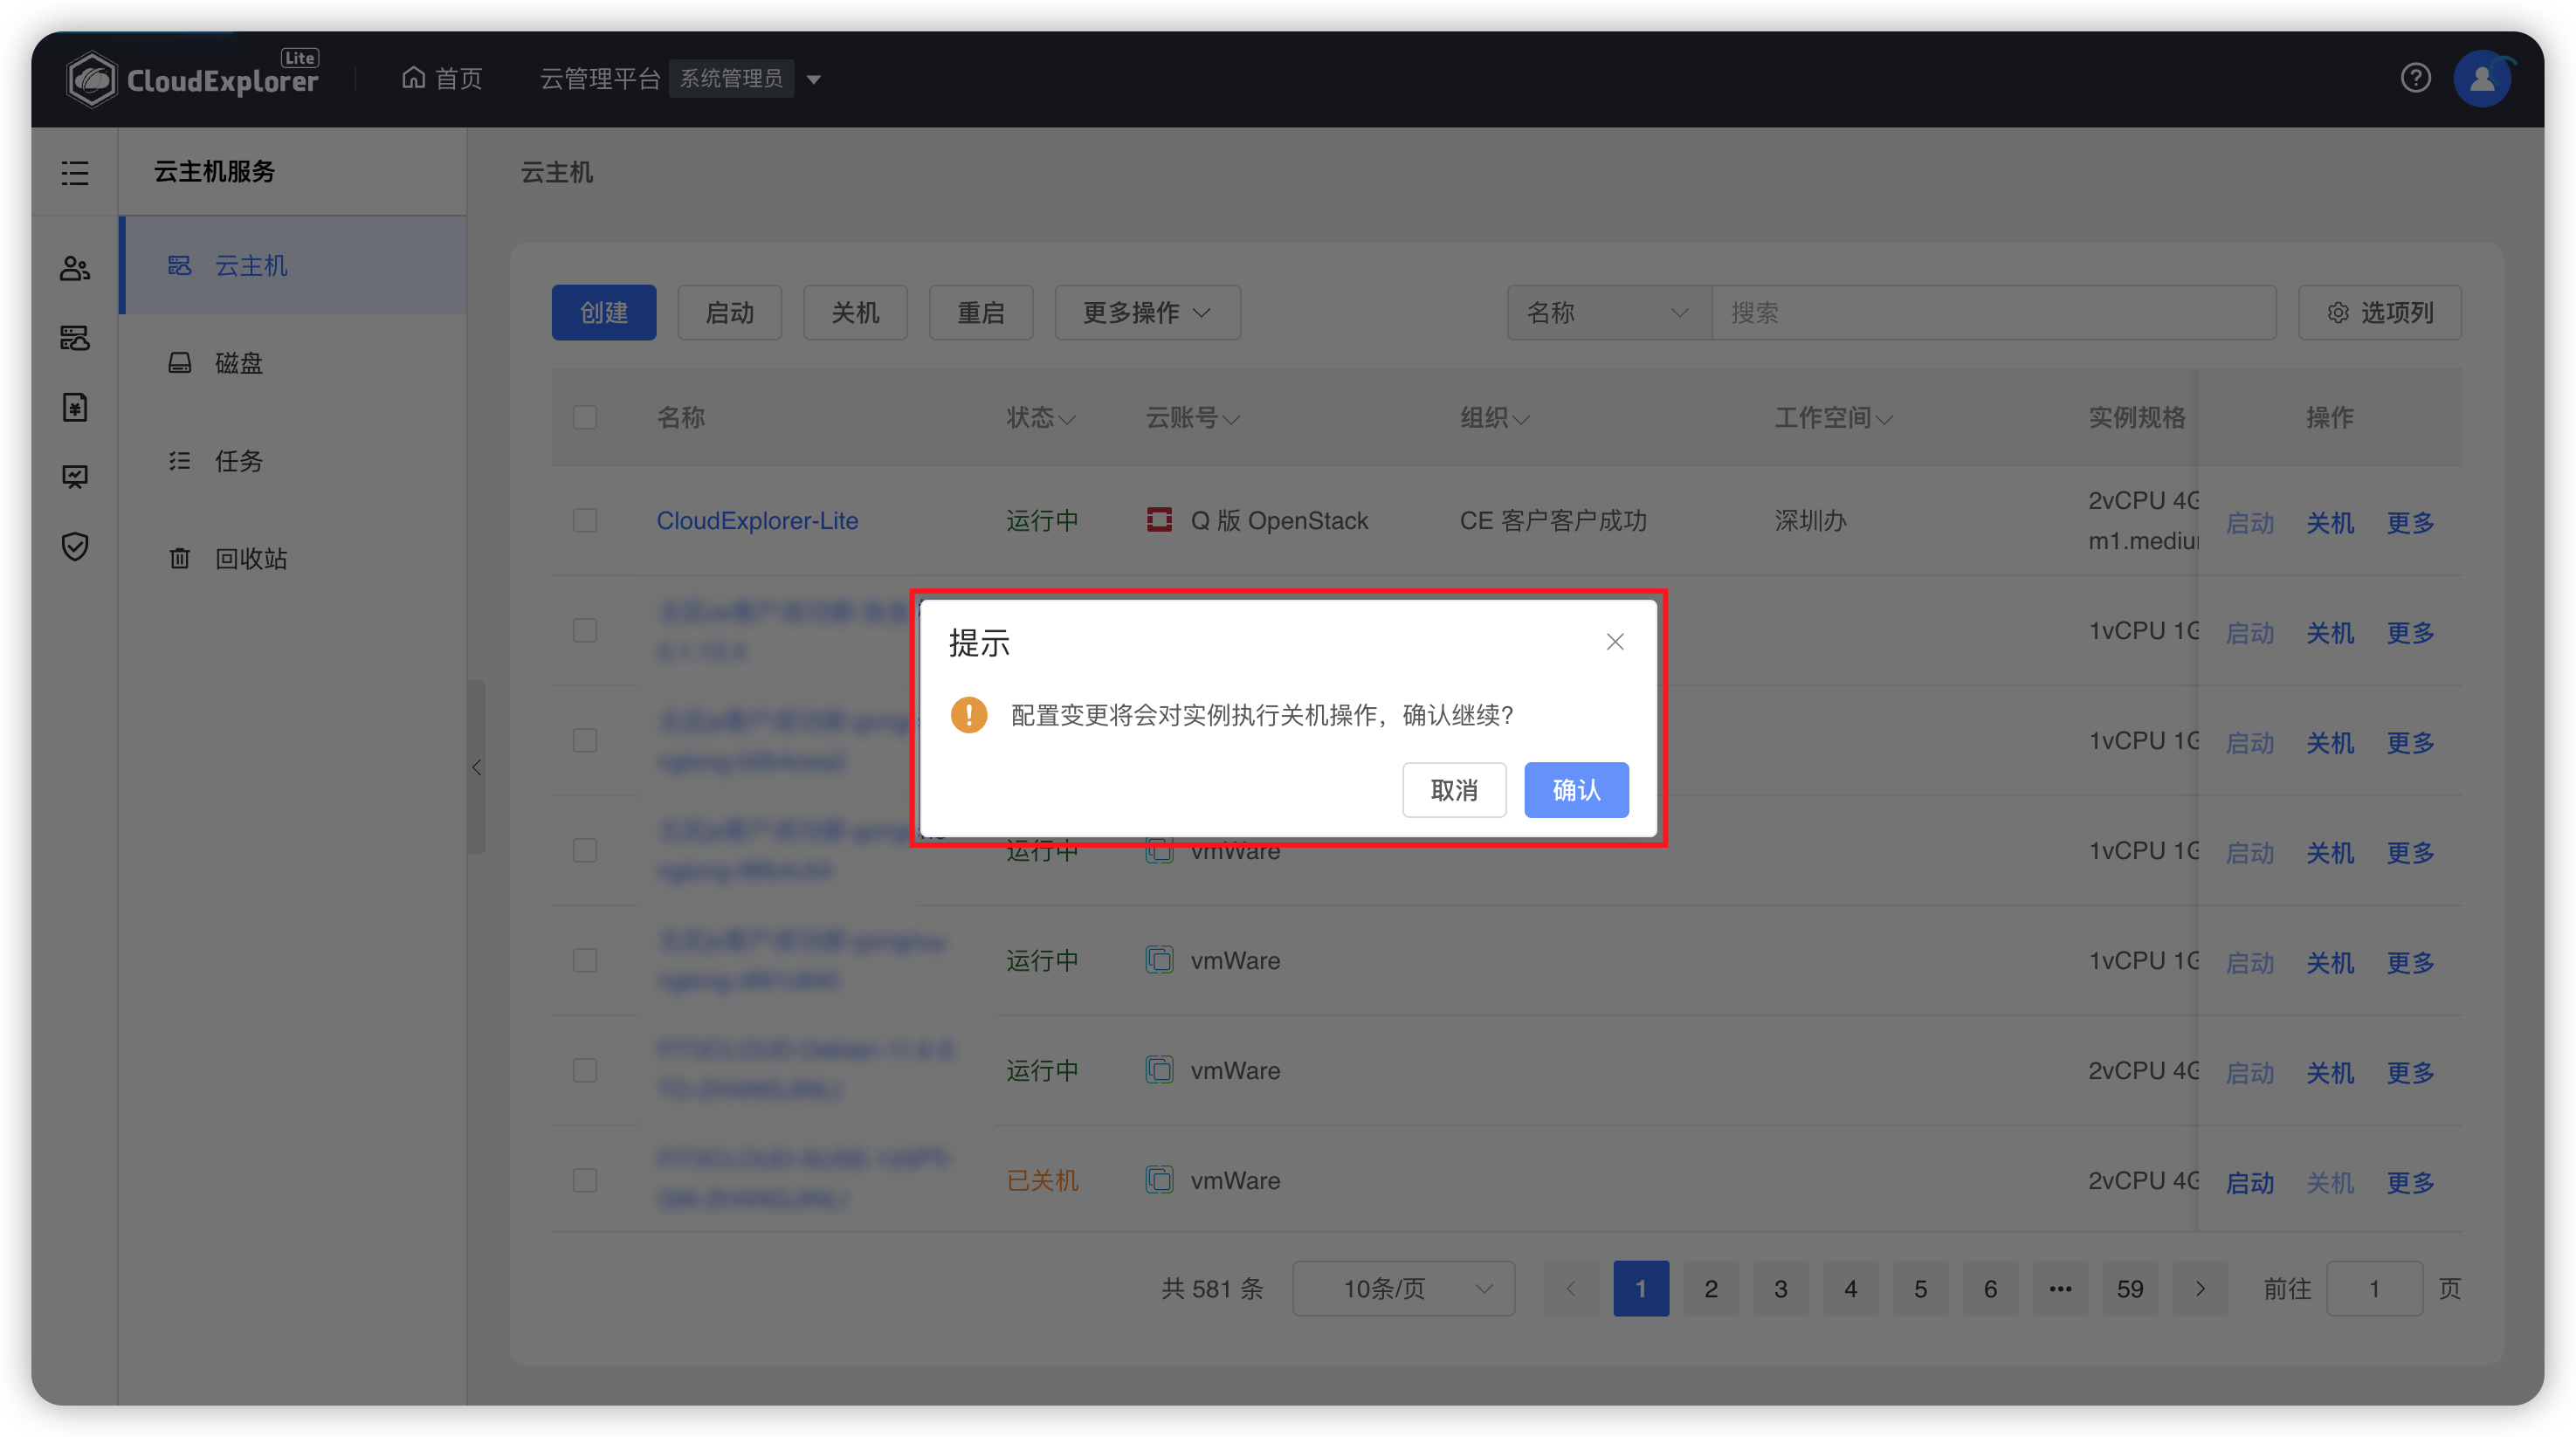 CloudExplorer Lite
首页
云管理平台 系统管理员
云主机服务
云主机
磁盘
任务
回收站
云主机
创建 启动 关机 重启 更多操作 名称 搜索 选项列
名称 状态 云账号 组织 工作空间 实例规格 操作
CloudExplorer-Lite 运行中 Q 版 OpenStack CE 客户客户成功 深圳办 2vCPU 4G 启动 关机 更多
m1.mediu
1vCPU 1G 启动 关机 更多
提示
配置变更将会对实例执行关机操作，确认继续?
取消 确认
1vCPU 1G 启动 关机 更多
运行中 vmWare 1vCPU 1G 启动 关机 更多
运行中 vmWare 1vCPU 1G 启动 关机 更多
运行中 vmWare 2vCPU 4G 启动 关机 更多
已关机 vmWare 2vCPU 4G 启动 关机 更多
共 581 条 10条/页 1 2 3 4 5 6 ••• 59 前往 1 页